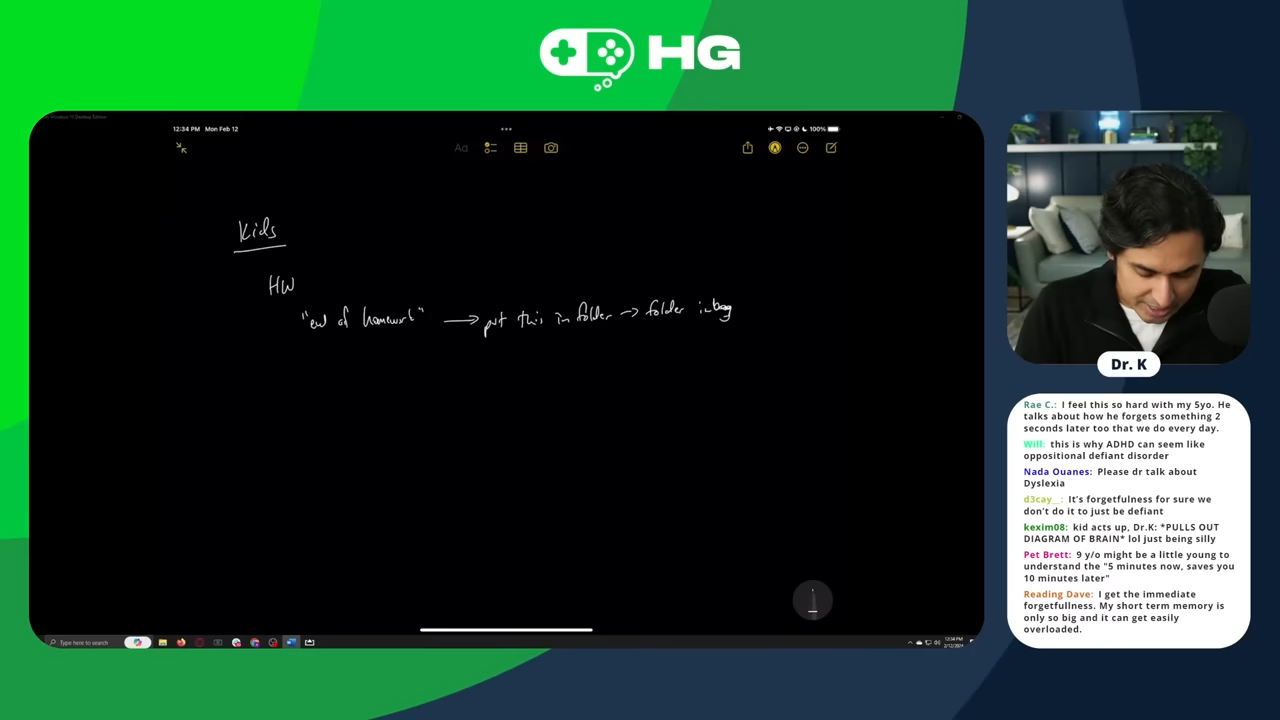 HG
12:34 PM Mon Feb 12
100%
Aa
Kids
HW
"end of homework" → put this in folder → folder in bag
Dr. K
Rae C.: I feel this so hard with my 5yo. He
talks about how he forgets something 2
seconds later too that we do every day.
Will: this is why ADHD can seem like
oppositional defiant disorder
Nada Ouanes: Please dr talk about
Dyslexia
d3cay_: It's forgetfulness for sure we
don't do it to just be defiant
kexim08: kid acts up, Dr.K: *PULLS OUT
DIAGRAM OF BRAIN* lol just being silly
Pet Brett: 9 y/o might be a little young to
understand the "5 minutes now, saves you
10 minutes later"
Reading Dave: I get the immediate
forgetfullness. My short term memory is
only so big and it can get easily
overloaded.
Type here to search
12:34 PM
2/12/2024